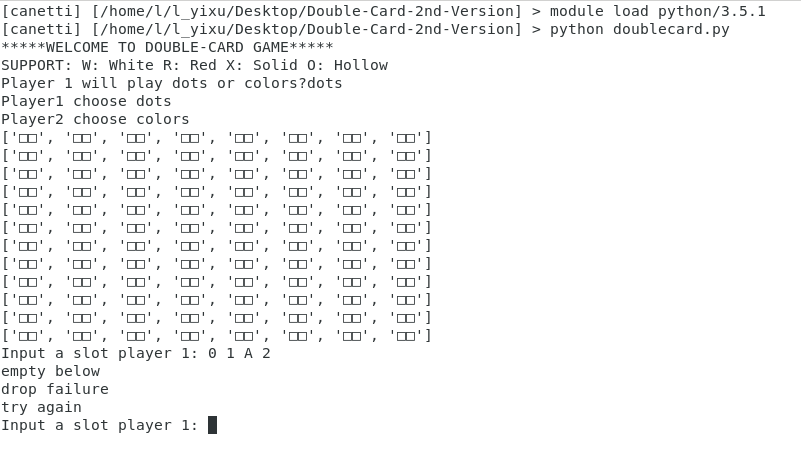 [canetti] [/home/l/l_yixu/Desktop/Double-Card-2nd-Version] > module load python/3.5.1
[canetti] [/home/l/l_yixu/Desktop/Double-Card-2nd-Version] > python doublecard.py
*****WELCOME TO DOUBLE-CARD GAME*****
SUPPORT: W: White R: Red X: Solid O: Hollow
Player 1 will play dots or colors?dots
Player1 choose dots
Player2 choose colors
['□□', '□□', '□□', '□□', '□□', '□□', '□□', '□□']
['□□', '□□', '□□', '□□', '□□', '□□', '□□', '□□']
['□□', '□□', '□□', '□□', '□□', '□□', '□□', '□□']
['□□', '□□', '□□', '□□', '□□', '□□', '□□', '□□']
['□□', '□□', '□□', '□□', '□□', '□□', '□□', '□□']
['□□', '□□', '□□', '□□', '□□', '□□', '□□', '□□']
['□□', '□□', '□□', '□□', '□□', '□□', '□□', '□□']
['□□', '□□', '□□', '□□', '□□', '□□', '□□', '□□']
['□□', '□□', '□□', '□□', '□□', '□□', '□□', '□□']
['□□', '□□', '□□', '□□', '□□', '□□', '□□', '□□']
['□□', '□□', '□□', '□□', '□□', '□□', '□□', '□□']
['□□', '□□', '□□', '□□', '□□', '□□', '□□', '□□']
Input a slot player 1: 0 1 A 2
empty below
drop failure
try again
Input a slot player 1: